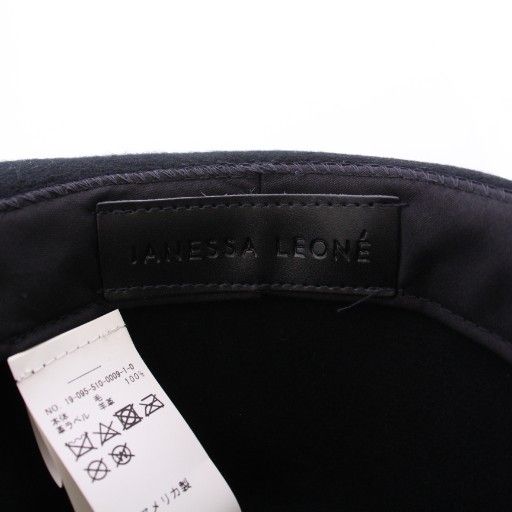 JANESSA LEONÉ
NO. 19-095-510-0009-1-0
本体 毛 100%
革ラベル 羊革
アメリカ製